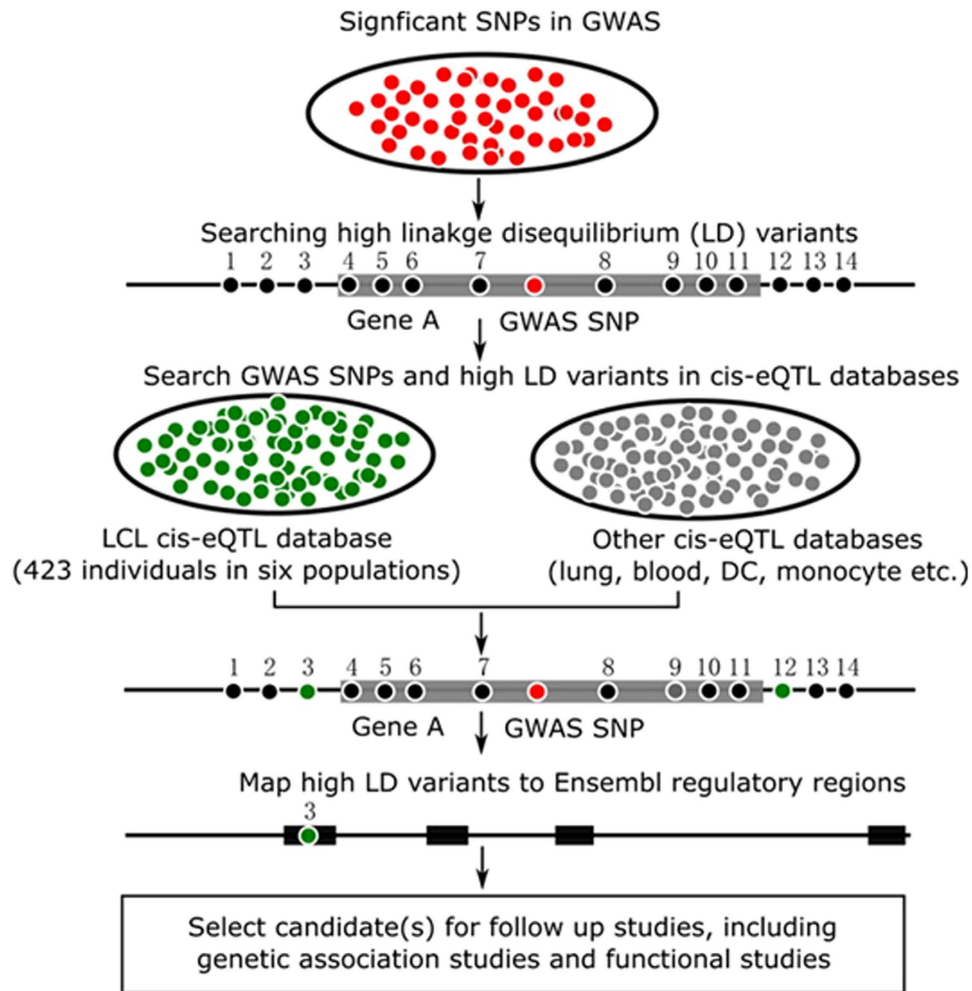 Signficant SNPs in GWAS
Searching high linakge disequilibrium (LD) variants
1 2 3 4 5 6 7 8 9 10 11 12 13 14
Gene A GWAS SNP
Search GWAS SNPs and high LD variants in cis-eQTL databases
LCL cis-eQTL database
(423 individuals in six populations)
Other cis-eQTL databases
(lung, blood, DC, monocyte etc.)
1 2 3 4 5 6 7 8 9 10 11 12 13 14
Gene A GWAS SNP
Map high LD variants to Ensembl regulatory regions
3
Select candidate(s) for follow up studies, including
genetic association studies and functional studies